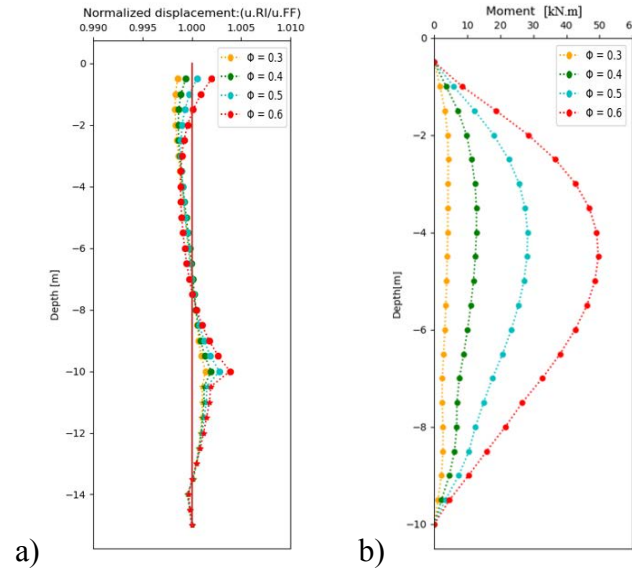 Normalized displacement:(u.RI/u.FF)
0.990 0.995 1.000 1.005 1.010
0
−2
−4
−6
−8
−10
−12
−14
Depth [m]
Φ = 0.3
Φ = 0.4
Φ = 0.5
Φ = 0.6
a)
Moment [kN.m]
0 10 20 30 40 50 60
0
−2
−4
−6
−8
−10
Depth[m]
Φ = 0.3
Φ = 0.4
Φ = 0.5
Φ = 0.6
b)